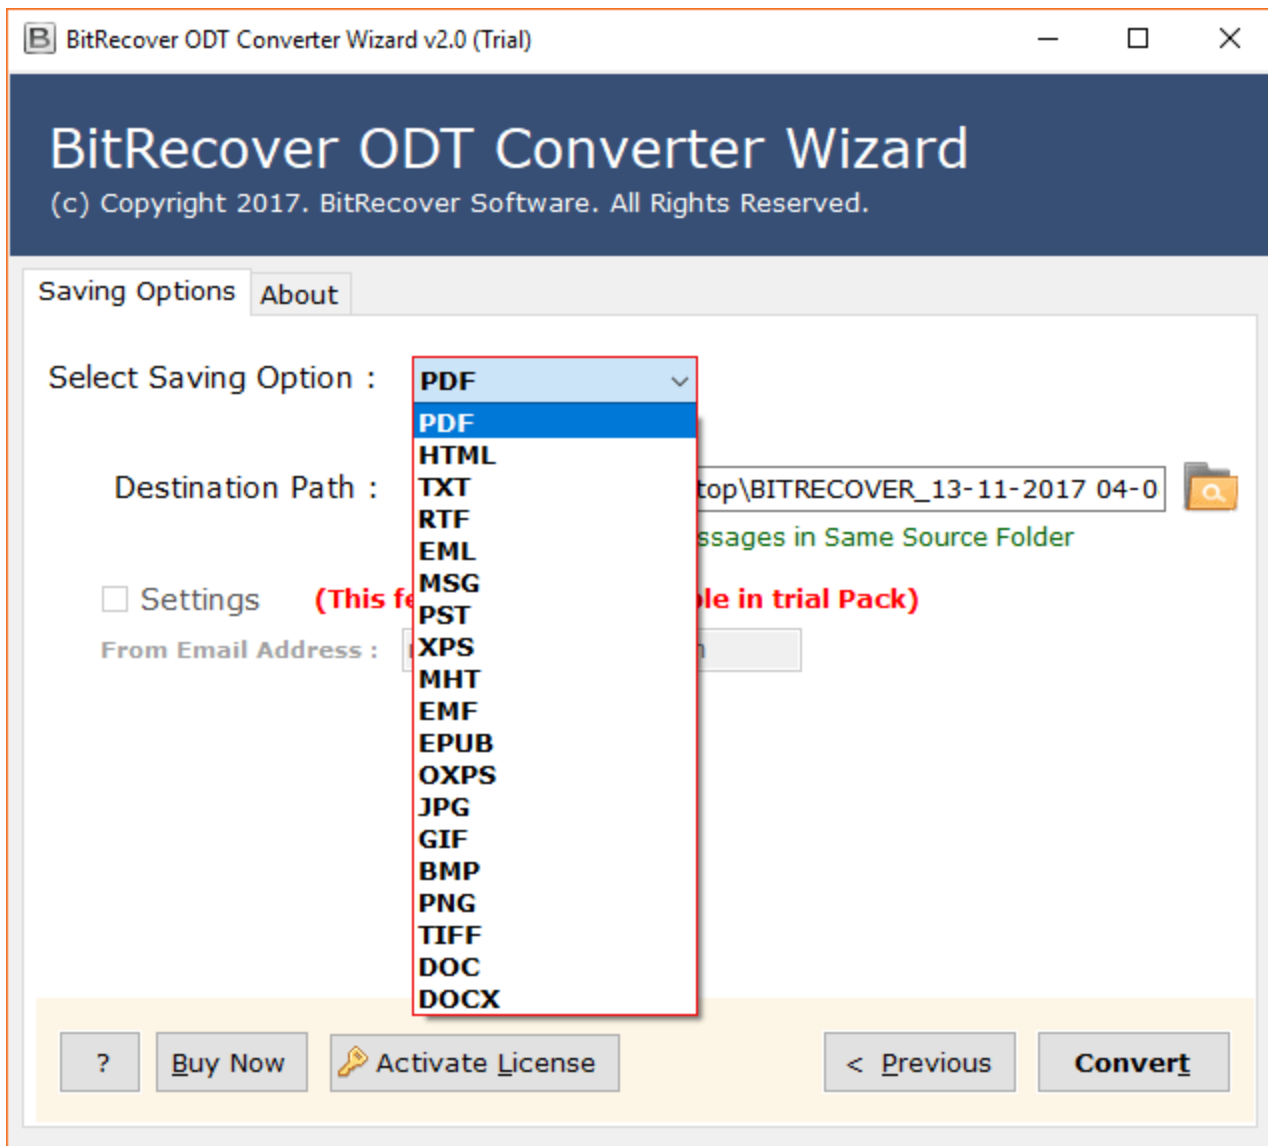 BitRecover ODT Converter Wizard v2.0 (Trial)
BitRecover ODT Converter Wizard
(c) Copyright 2017. BitRecover Software. All Rights Reserved.
Saving Options About
Select Saving Option : PDF
PDF
HTML
Destination Path : TXT top\BITRECOVER_13-11-2017 04-0
RTF
EML ssages in Same Source Folder
MSG
Settings (This fe le in trial Pack)
PST
From Email Address : XPS
MHT
EMF
EPUB
OXPS
JPG
GIF
BMP
PNG
TIFF
DOC
DOCX
? Buy Now Activate License < Previous Convert